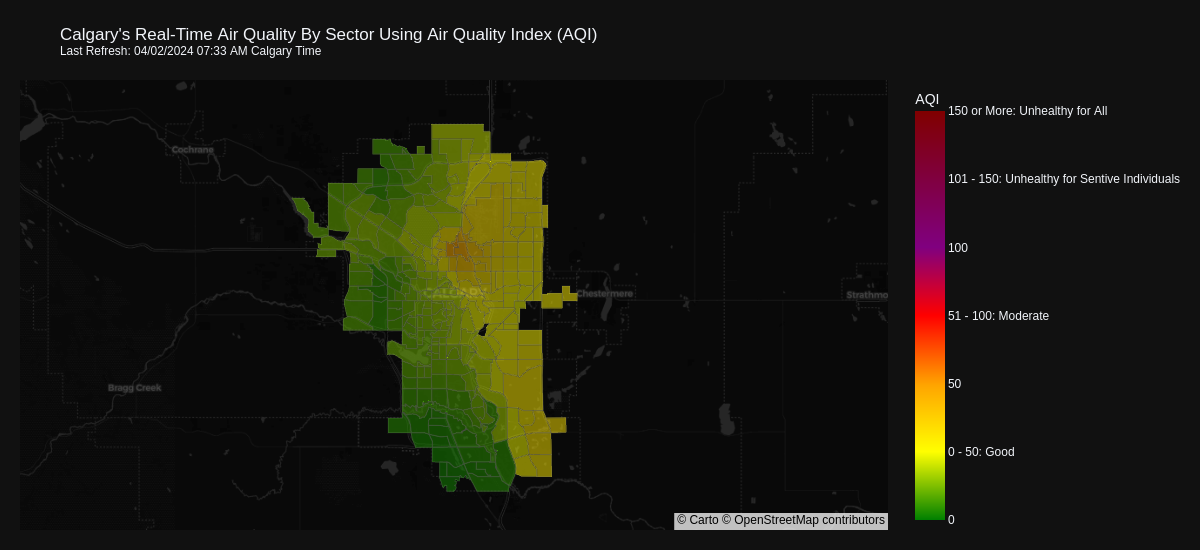 Calgary's Real-Time Air Quality By Sector Using Air Quality Index (AQI)
Last Refresh: 04/02/2024 07:33 AM Calgary Time
AQI
150 or More: Unhealthy for All
Cochrane
101 - 150: Unhealthy for Sentive Individuals
100
CALGARY
Chestermere
Strathmo
51 - 100: Moderate
50
Bragg Creek
0 - 50: Good
0
© Carto © OpenStreetMap contributors